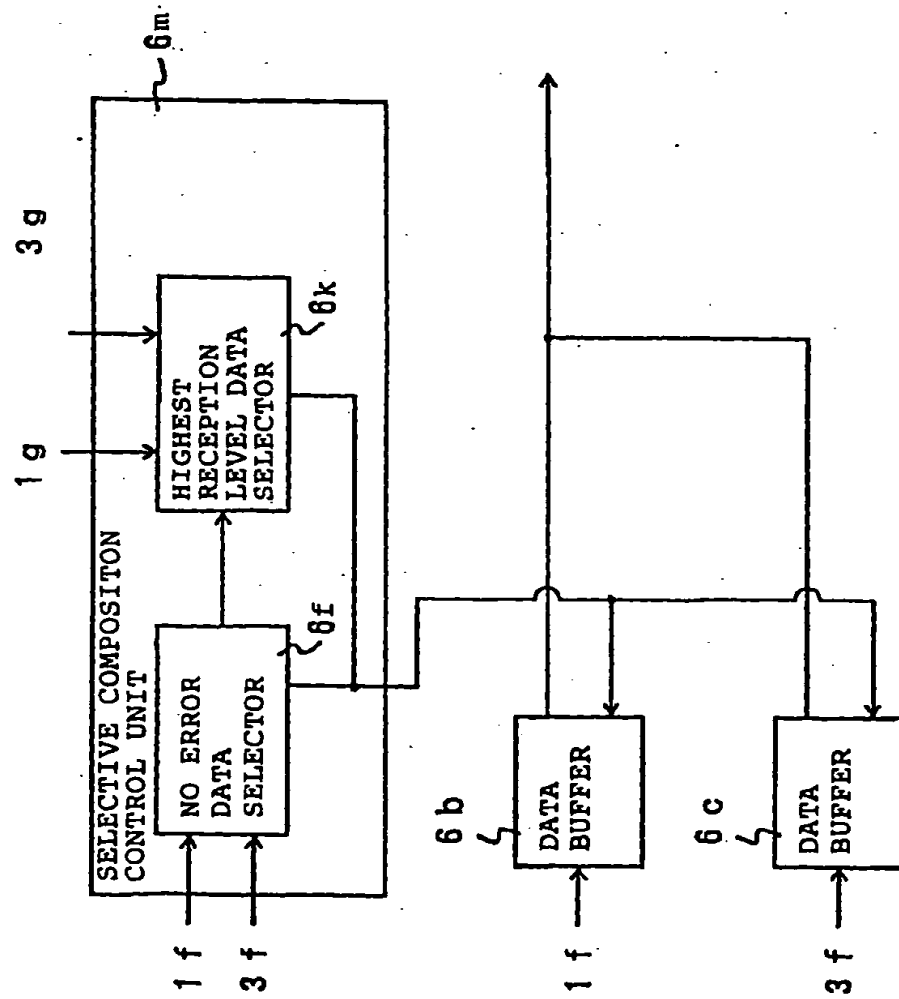 1g
3g
6m
SELECTIVE COMPOSITON
CONTROL UNIT
1f
3f
NO ERROR
DATA
SELECTOR
6f
HIGHEST
RECEPTION
LEVEL DATA
SELECTOR
6k
6b
1f
DATA
BUFFER
6c
3f
DATA
BUFFER